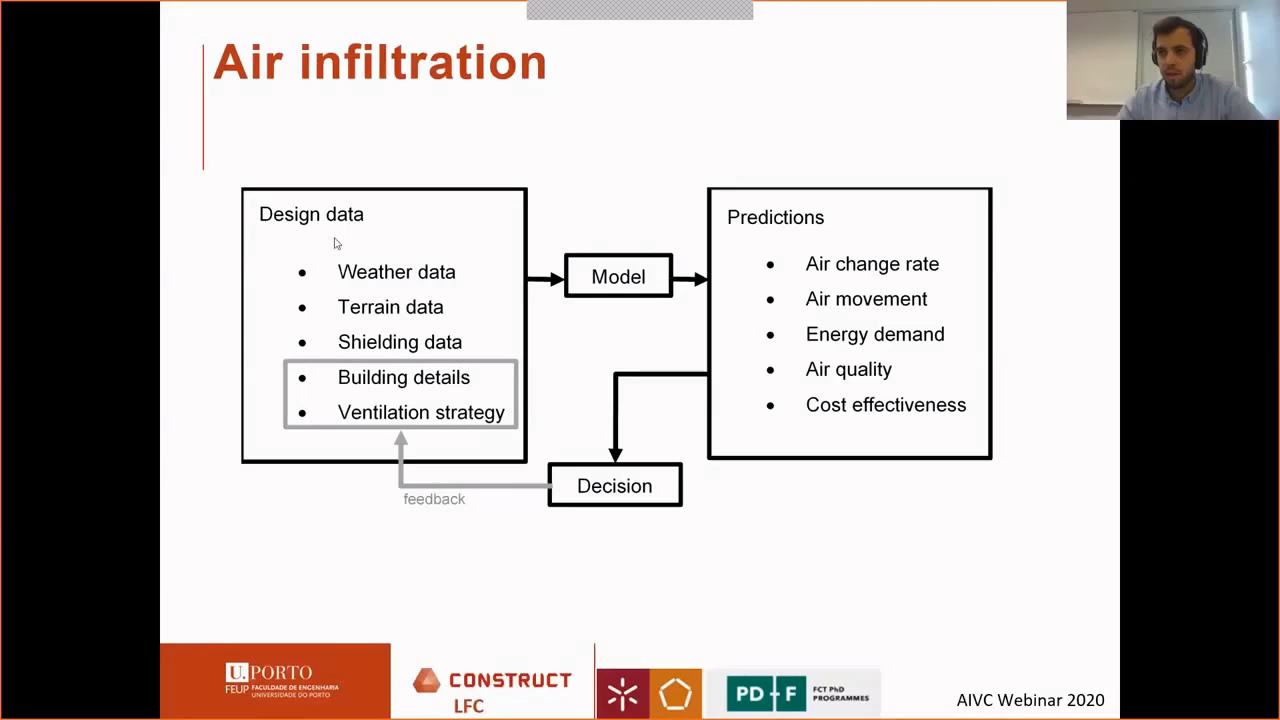 Air infiltration
Design data
• Weather data
• Terrain data
• Shielding data
• Building details
• Ventilation strategy
Model
Predictions
• Air change rate
• Air movement
• Energy demand
• Air quality
• Cost effectiveness
Decision
feedback
U. PORTO
FEUP FACULDADE DE ENGENHARIA
UNIVERSIDADE DO PORTO
CONSTRUCT
LFC
PD+F
FCT PhD
PROGRAMMES
AIVC Webinar 2020